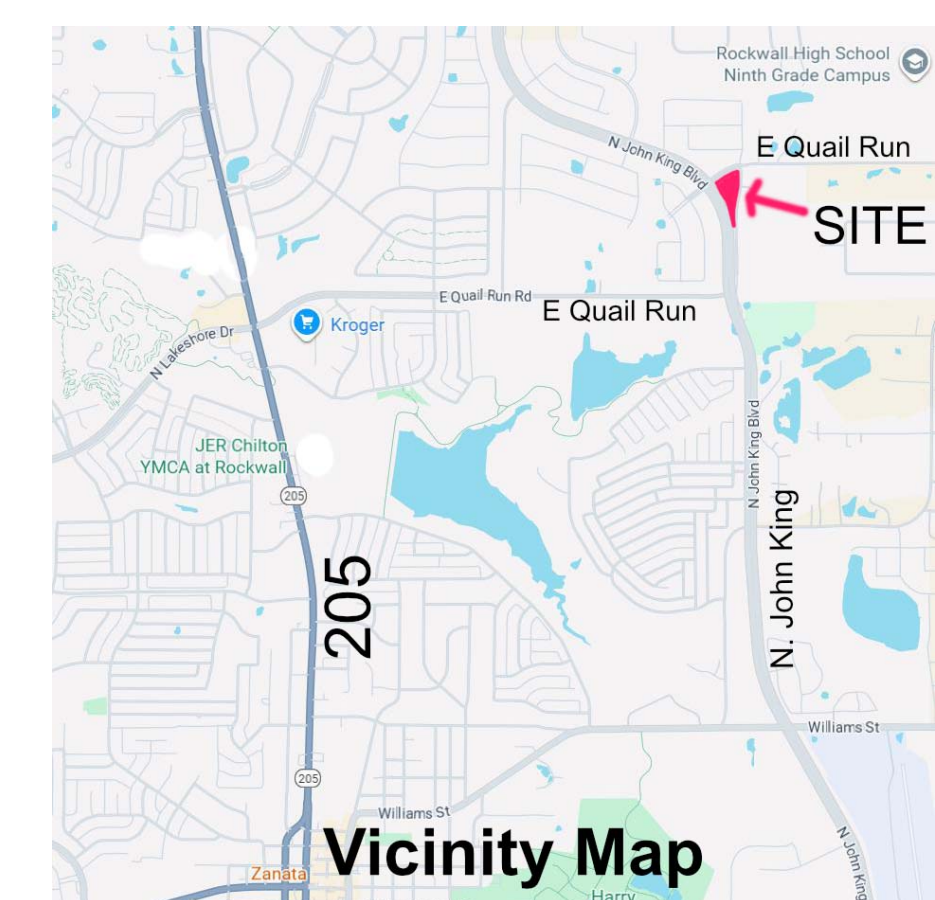 Rockwall High School
Ninth Grade Campus
N John King Blvd
E Quail Run
SITE
E Quail Run Rd
E Quail Run
Kroger
N Lakeshore Dr
N John King Blvd
JER Chilton
YMCA at Rockwall
205
205
N. John King
Williams St
205
Williams St
N John King
Vicinity Map
Zanata
Harry